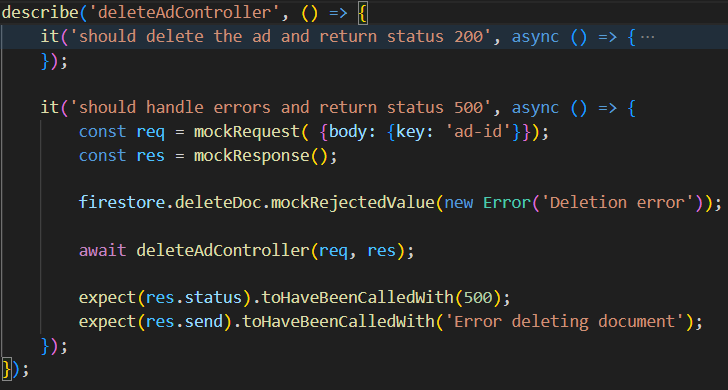 describe('deleteAdController', () => {
    it('should delete the ad and return status 200', async () => { ···
    });
    it('should handle errors and return status 500', async () => {
        const req = mockRequest( {body: {key: 'ad-id'}});
        const res = mockResponse();
        firestore.deleteDoc.mockRejectedValue(new Error('Deletion error'));
        await deleteAdController(req, res);
        expect(res.status).toHaveBeenCalledWith(500);
        expect(res.send).toHaveBeenCalledWith('Error deleting document');
    });
});